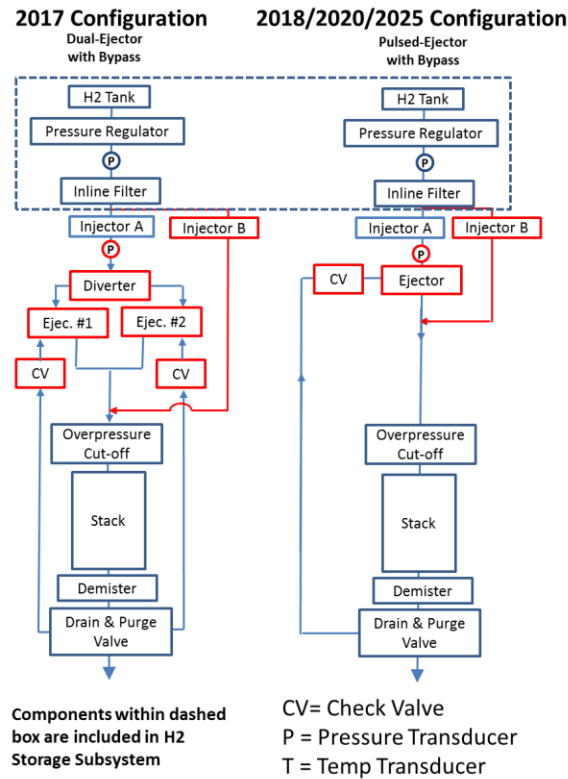 2017 Configuration
Dual-Ejector
with Bypass
H2 Tank
Pressure Regulator
P
Inline Filter
Injector A
Injector B
P
Diverter
Ejec. #1
Ejec. #2
CV
CV
Overpressure
Cut-off
Stack
Demister
Drain & Purge
Valve
Components within dashed
box are included in H2
Storage Subsystem
2018/2020/2025 Configuration
Pulsed-Ejector
with Bypass
H2 Tank
Pressure Regulator
P
Inline Filter
Injector A
Injector B
P
CV
Ejector
Overpressure
Cut-off
Stack
Demister
Drain & Purge
Valve
CV= Check Valve
P = Pressure Transducer
T = Temp Transducer